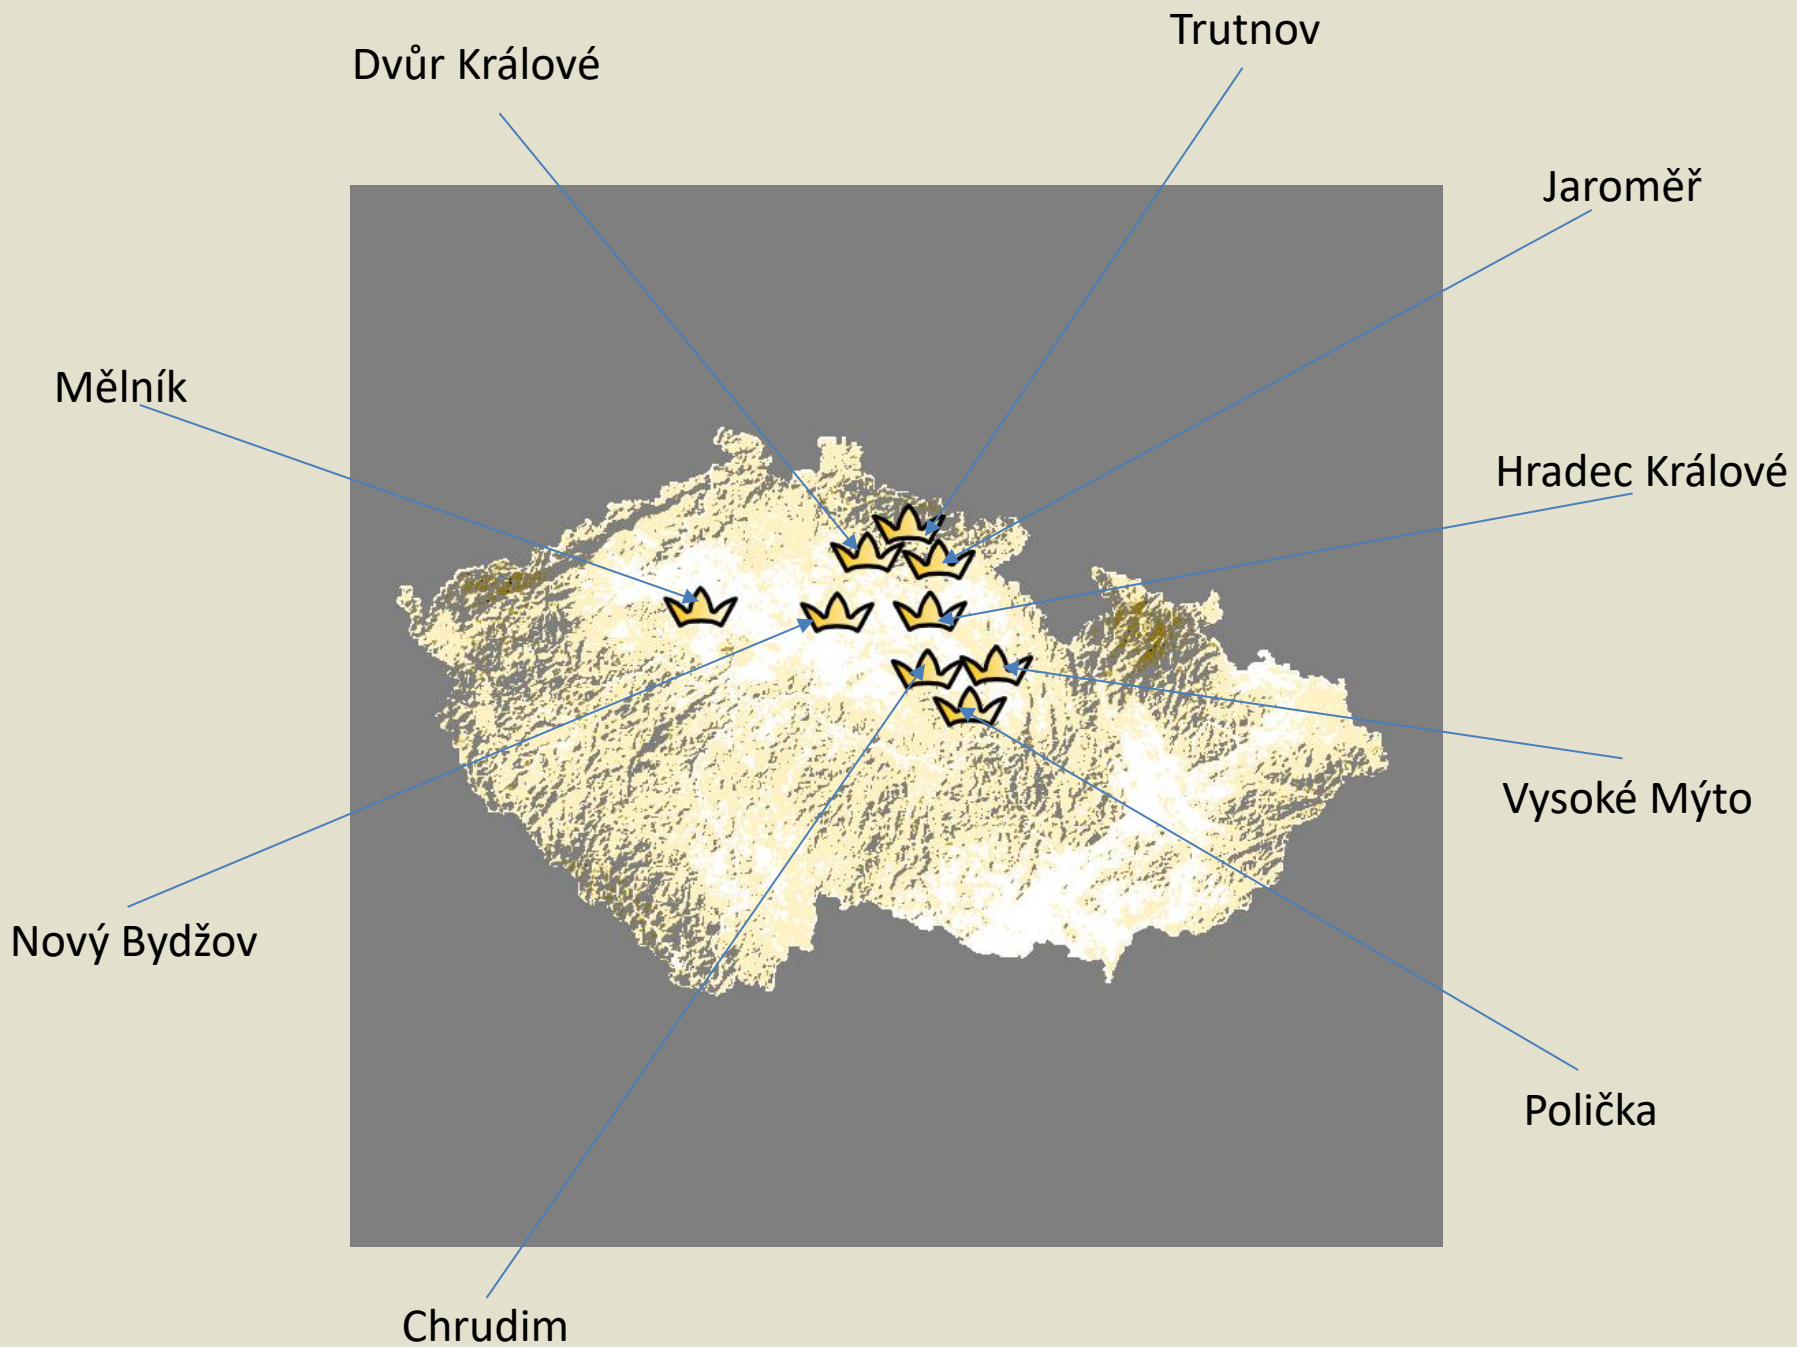 Trutnov
Dvůr Králové
Jaroměř
Mělník
Hradec Králové
Vysoké Mýto
Nový Bydžov
Polička
Chrudim